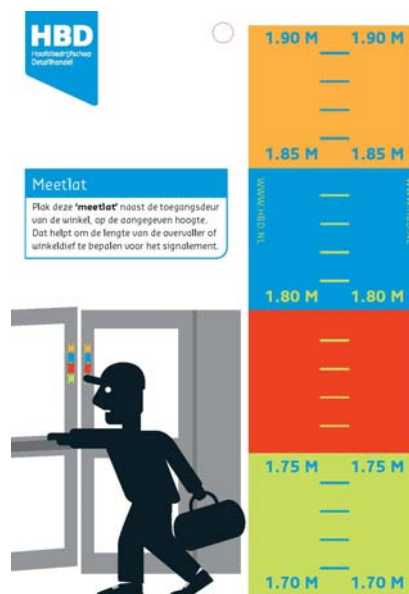 HBD
Hoofdbedrijfschap
Detailhandel
Meetlat
Plak deze 'meetlat' naast de toegangsdeur
van de winkel, op de aangegeven hoogte.
Dat helpt om de lengte van de overvaller of
winkeldief te bepalen voor het signalement.
1.90 M 1.90 M
1.85 M 1.85 M
WWW.HBD.NL
1.80 M 1.80 M
1.75 M 1.75 M
1.70 M 1.70 M